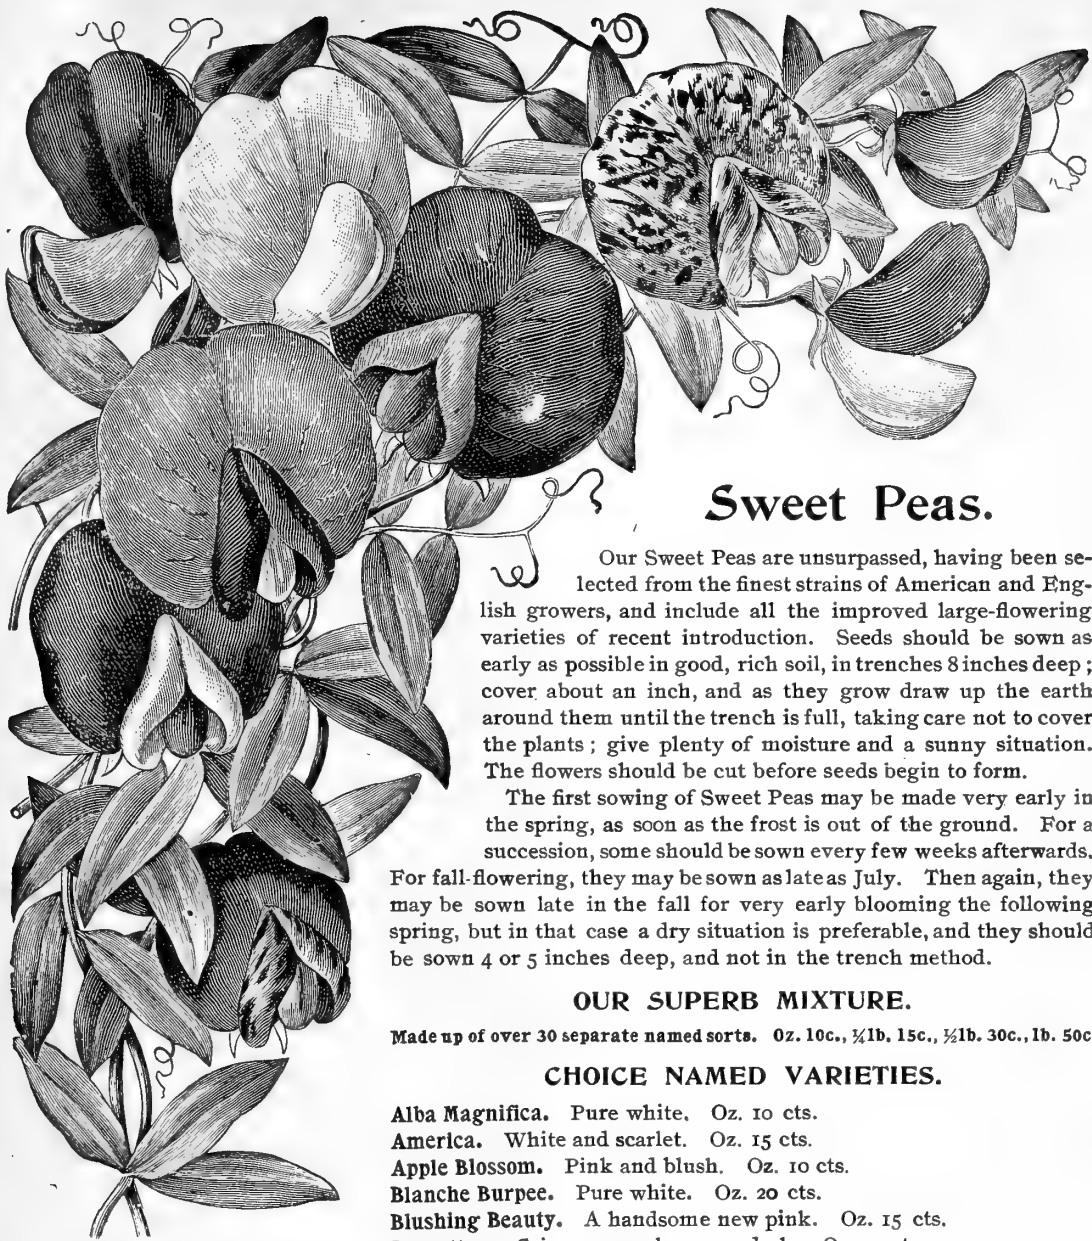 Sweet Peas.
Our Sweet Peas are unsurpassed, having been se-
lected from the finest strains of American and Eng-
lish growers, and include all the improved large-flowering
varieties of recent introduction. Seeds should be sown as
early as possible in good, rich soil, in trenches 8 inches deep ;
cover about an inch, and as they grow draw up the earth
around them until the trench is full, taking care not to cover
the plants ; give plenty of moisture and a sunny situation.
The flowers should be cut before seeds begin to form.
The first sowing of Sweet Peas may be made very early in
the spring, as soon as the frost is out of the ground. For a
succession, some should be sown every few weeks afterwards.
For fall-flowering, they may be sown as late as July. Then again, they
may be sown late in the fall for very early blooming the following
spring, but in that case a dry situation is preferable, and they should
be sown 4 or 5 inches deep, and not in the trench method.
OUR SUPERB MIXTURE.
Made up of over 30 separate named sorts. Oz. 10c., ¼lb. 15c., ½lb. 30c., lb. 50c
CHOICE NAMED VARIETIES.
Alba Magnifica. Pure white. Oz. 10 cts.
America. White and scarlet. Oz. 15 cts.
Apple Blossom. Pink and blush. Oz. 10 cts.
Blanche Burpee. Pure white. Oz. 20 cts.
Blushing Beauty. A handsome new pink. Oz. 15 cts.